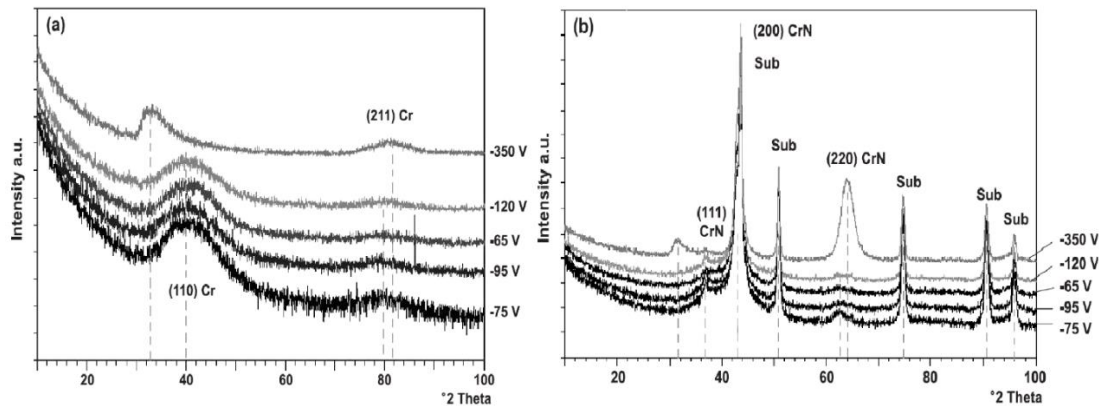 (a)
(211) Cr
-350 V
-120 V
-65 V
-95 V
(110) Cr
-75 V
Intensity a.u.
20 40 60 80 100
°2 Theta
(b)
(200) CrN
Sub
Sub
(220) CrN
Sub
(111)
CrN
Sub
Sub
-350 V
-120 V
-65 V
-95 V
-75 V
Intensity a.u.
20 40 60 80 100
°2 Theta